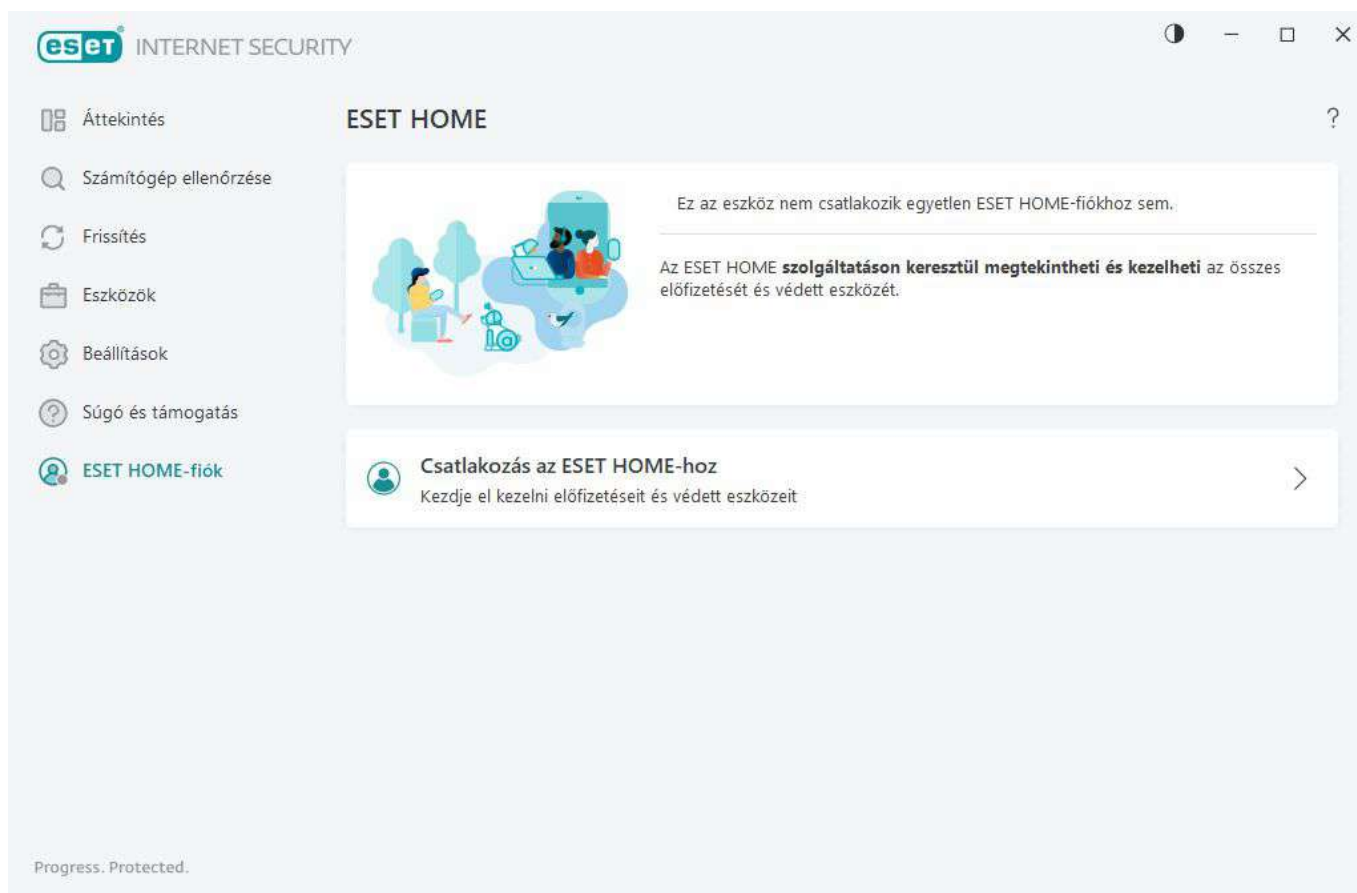 eset® INTERNET SECURITY
Áttekintés
Számítógép ellenőrzése
Frissítés
Eszközök
Beállítások
Súgó és támogatás
ESET HOME-fiók
ESET HOME
?
Ez az eszköz nem csatlakozik egyetlen ESET HOME-fiókhoz sem.
Az ESET HOME szolgáltatáson keresztül megtekintheti és kezelheti az összes
előfizetését és védett eszközét.
Csatlakozás az ESET HOME-hoz
Kezdje el kezelni előfizetéseit és védett eszközeit
Progress. Protected.